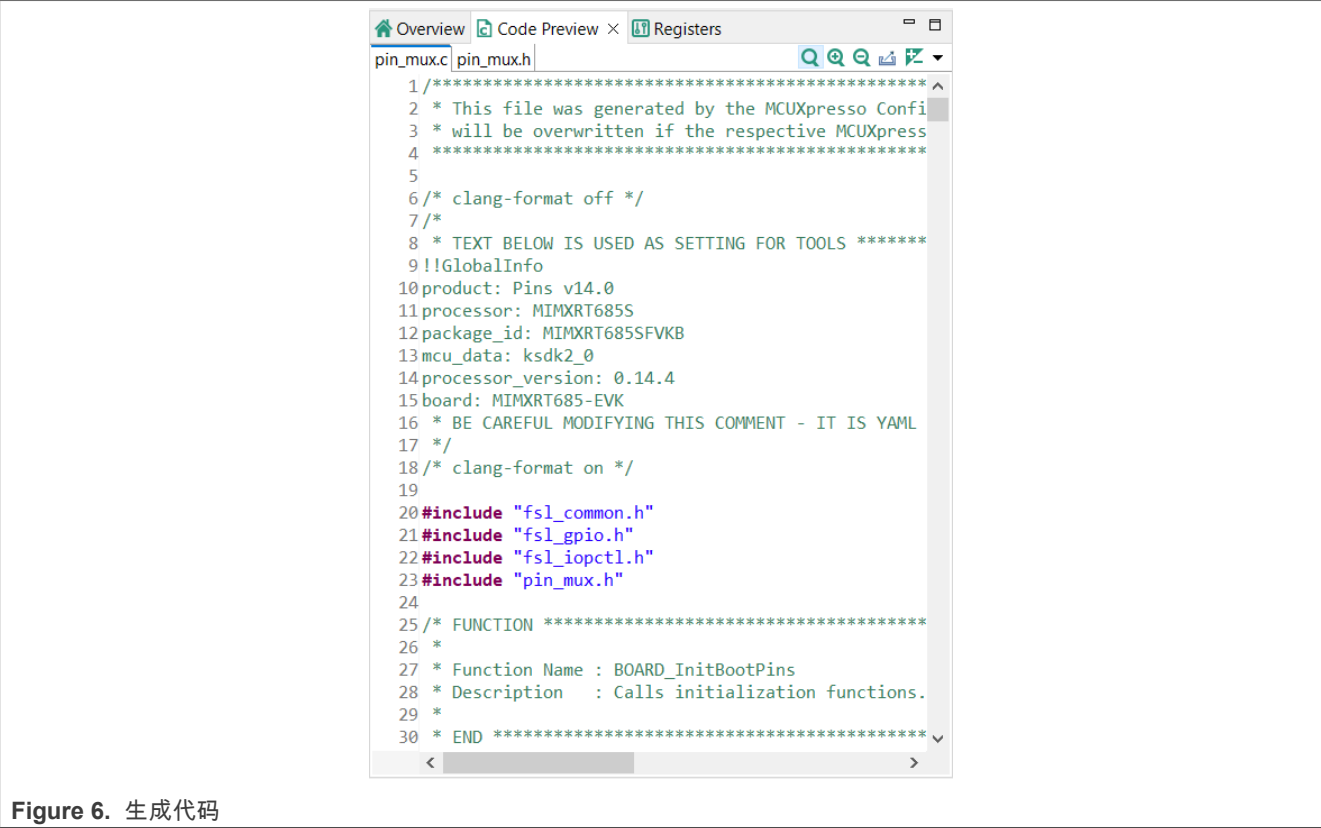 Overview Code Preview Registers
pin_mux.c pin_mux.h
1 /*************************************************
2 * This file was generated by the MCUXpresso Confi
3 * will be overwritten if the respective MCUXpress
4 *************************************************
5
6 /* clang-format off */
7 /*
8 * TEXT BELOW IS USED AS SETTING FOR TOOLS *******
9 !!GlobalInfo
10 product: Pins v14.0
11 processor: MIMXRT685S
12 package_id: MIMXRT685SFVKB
13 mcu_data: ksdk2_0
14 processor_version: 0.14.4
15 board: MIMXRT685-EVK
16 * BE CAREFUL MODIFYING THIS COMMENT - IT IS YAML
17 */
18 /* clang-format on */
19
20 #include "fsl_common.h"
21 #include "fsl_gpio.h"
22 #include "fsl_iopctl.h"
23 #include "pin_mux.h"
24
25 /* FUNCTION **************************************
26 *
27 * Function Name : BOARD_InitBootPins
28 * Description   : Calls initialization functions.
29 *
30 * END *******************************************
Figure 6. 生成代码